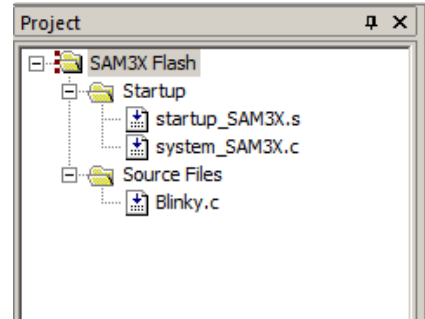 Project
SAM3X Flash
Startup
startup_SAM3X.s
system_SAM3X.c
Source Files
Blinky.c